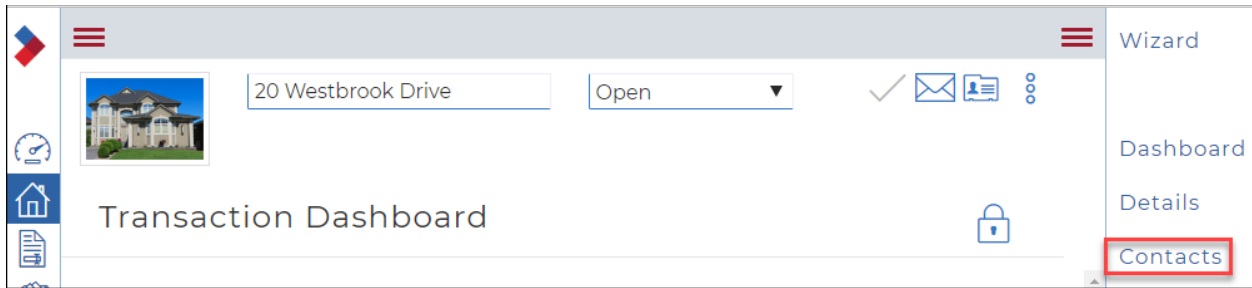 Wizard
20 Westbrook Drive
Open
Dashboard
Transaction Dashboard
Details
Contacts